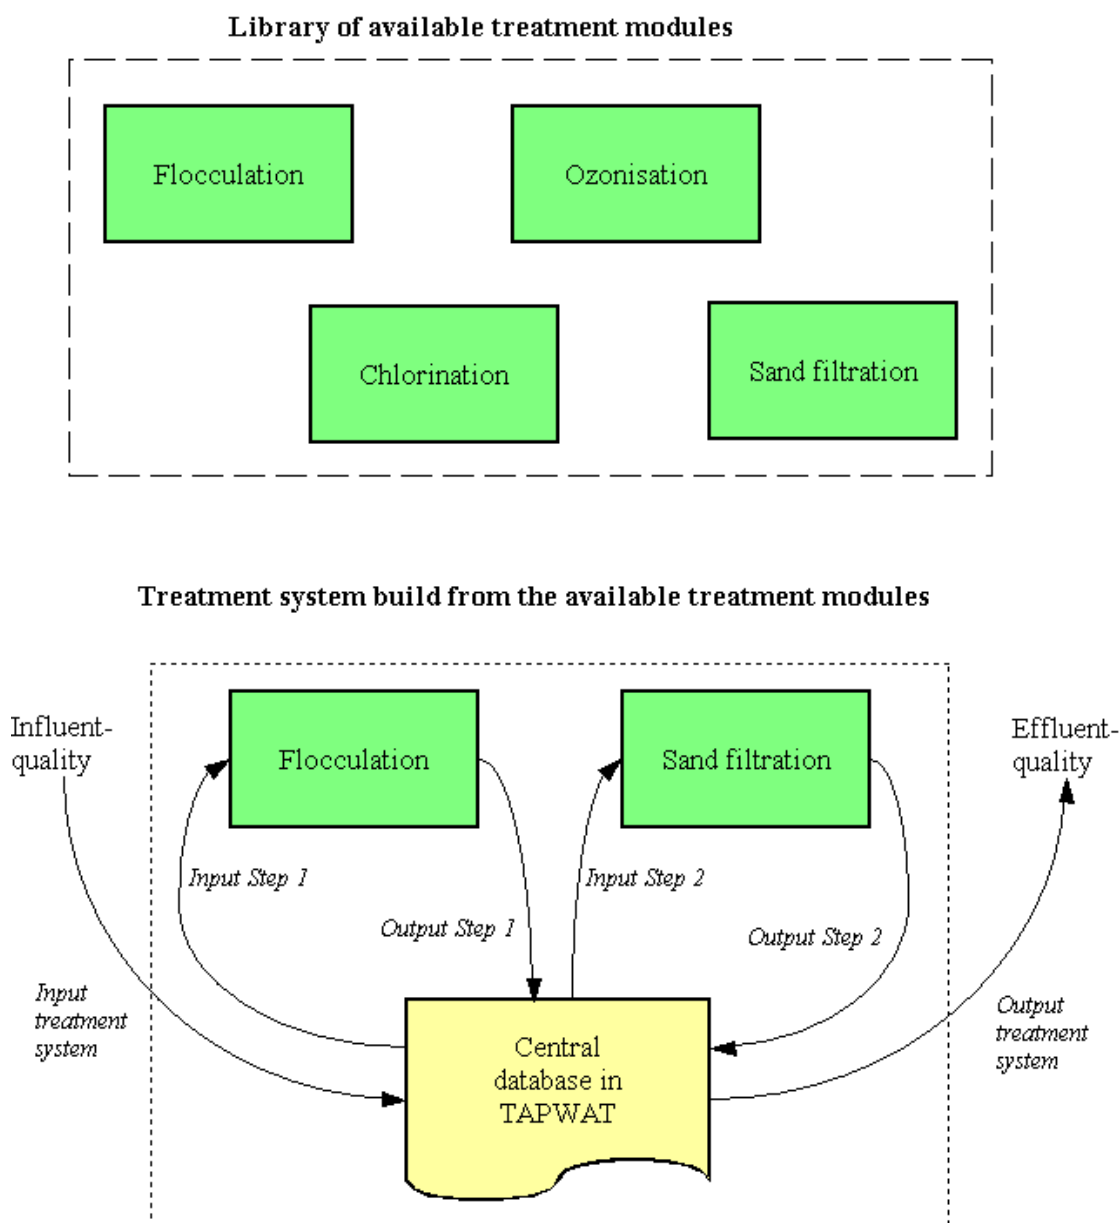 Library of available treatment modules
Flocculation
Ozonisation
Chlorination
Sand filtration
Treatment system build from the available treatment modules
Influent-
quality
Flocculation
Sand filtration
Effluent-
quality
Input Step 1
Input Step 2
Output Step 1
Output Step 2
Input
treatment
system
Central
database in
TAPWAT
Output
treatment
system